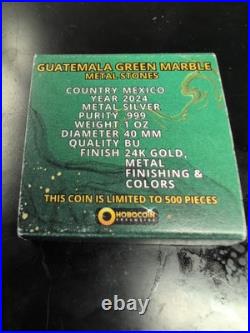 GUATEMALA GREEN MARBLE
METAL STONES
COUNTRY MEXICO
YEAR 2024
METAL SILVER
PURITY .999
WEIGHT 1 OZ
DIAMETER 40 MM
QUALITY BU
FINISH 24K GOLD,
METAL
FINISHING &
COLORS
THIS COIN IS LIMITED TO 500 PIECES
HOBOCOIN